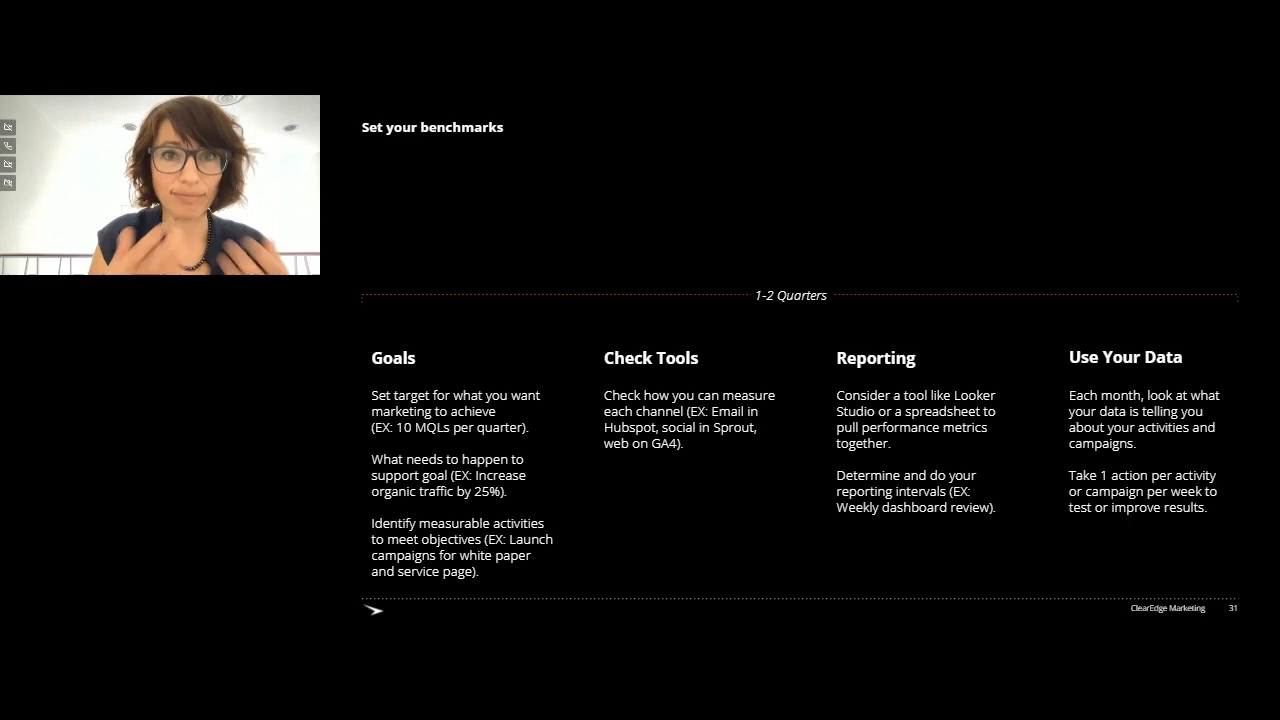 Set your benchmarks
1-2 Quarters
Goals
Set target for what you want
marketing to achieve
(EX: 10 MQLs per quarter).
What needs to happen to
support goal (EX: Increase
organic traffic by 25%).
Identify measurable activities
to meet objectives (EX: Launch
campaigns for white paper
and service page).
Check Tools
Check how you can measure
each channel (EX: Email in
Hubspot, social in Sprout,
web on GA4).
Reporting
Consider a tool like Looker
Studio or a spreadsheet to
pull performance metrics
together.
Determine and do your
reporting intervals (EX:
Weekly dashboard review).
Use Your Data
Each month, look at what
your data is telling you
about your activities and
campaigns.
Take 1 action per activity
or campaign per week to
test or improve results.
ClearEdge Marketing 31